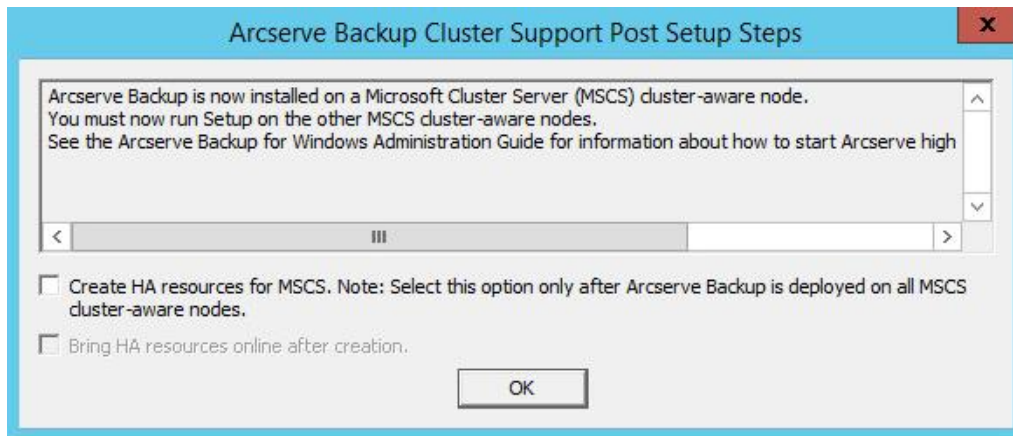 Arcserve Backup Cluster Support Post Setup Steps
x
Arcserve Backup is now installed on a Microsoft Cluster Server (MSCS) cluster-aware node.
You must now run Setup on the other MSCS cluster-aware nodes.
See the Arcserve Backup for Windows Administration Guide for information about how to start Arcserve high
Create HA resources for MSCS. Note: Select this option only after Arcserve Backup is deployed on all MSCS
cluster-aware nodes.
Bring HA resources online after creation.
OK